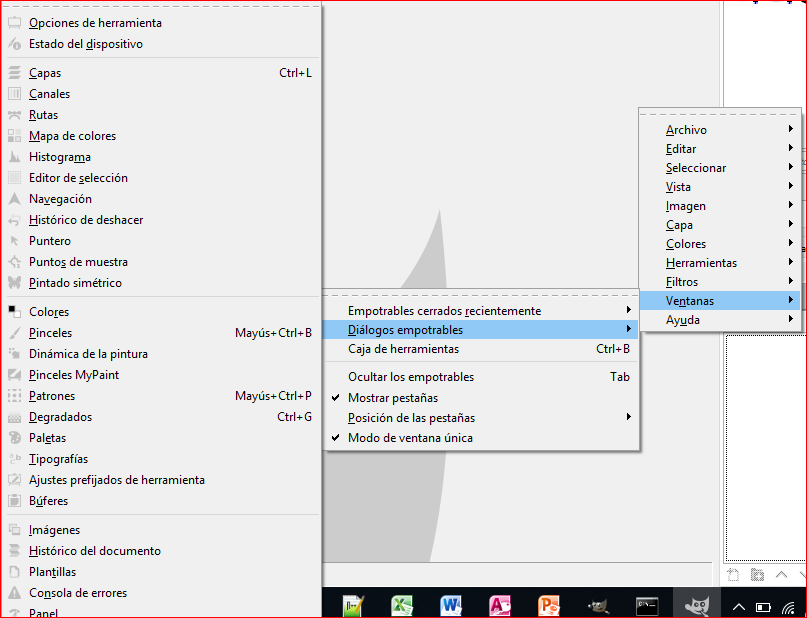 Opciones de herramienta
Estado del dispositivo
Capas Ctrl+L
Canales
Rutas
Mapa de colores
Histograma
Editor de selección
Navegación
Histórico de deshacer
Puntero
Puntos de muestra
Pintado simétrico
Colores
Pinceles Mayús+Ctrl+B
Dinámica de la pintura
Pinceles MyPaint
Patrones Mayús+Ctrl+P
Degradados Ctrl+G
Paletas
Tipografías
Ajustes prefijados de herramienta
Búferes
Imágenes
Histórico del documento
Plantillas
Consola de errores
Panel
Empotrables cerrados recientemente
Diálogos empotrables
Caja de herramientas Ctrl+B
Ocultar los empotrables Tab
Mostrar pestañas
Posición de las pestañas
Modo de ventana única
Archivo
Editar
Seleccionar
Vista
Imagen
Capa
Colores
Herramientas
Filtros
Ventanas
Ayuda